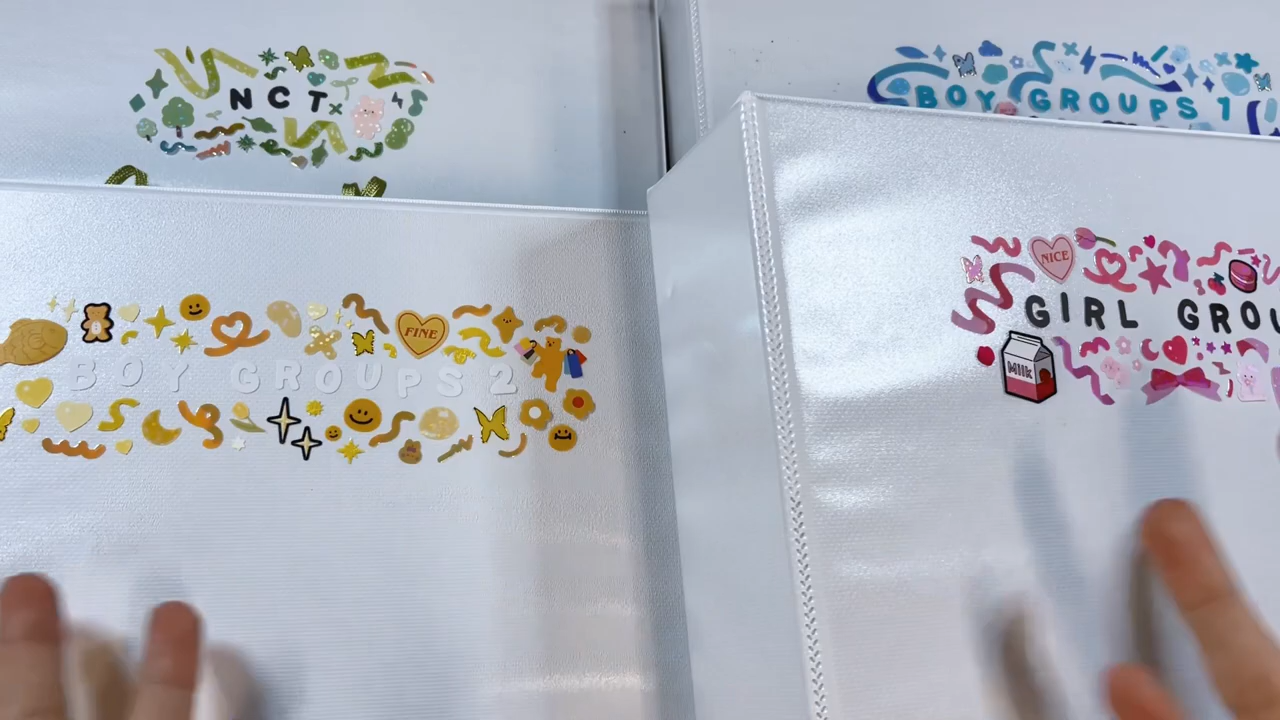 NCT
BOY GROUPS 1
FINE
BOY GROUPS 2
NICE
GIRL GROU
MILK